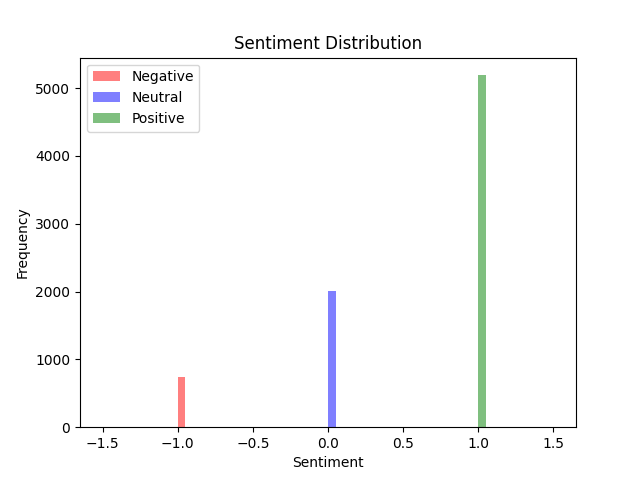 Sentiment Distribution
Negative
Neutral
Positive
Frequency
5000
4000
3000
2000
1000
0
−1.5 −1.0 −0.5 0.0 0.5 1.0 1.5
Sentiment